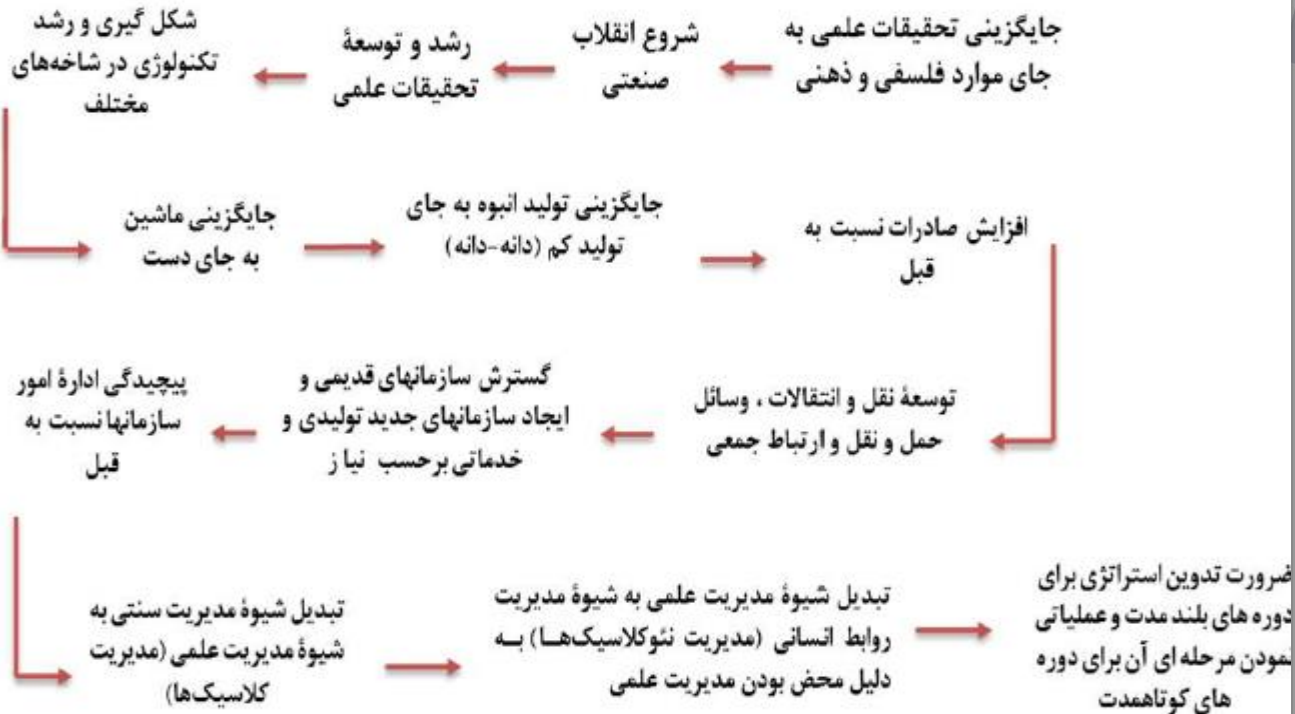 جایگزینی تحقیقات علمی به
جای موارد فلسفی و ذهنی
شروع انقلاب
صنعتی
رشد و توسعهٔ
تحقیقات علمی
شکل گیری و رشد
تکنولوژی در شاخه‌های
مختلف
جایگزینی ماشین
به جای دست
جایگزینی تولید انبوه به جای
تولید کم (دانه-دانه)
افزایش صادرات نسبت به
قبل
توسعهٔ نقل و انتقالات ، وسائل
حمل و نقل و ارتباط جمعی
گسترش سازمانهای قدیمی و
ایجاد سازمانهای جدید تولیدی و
خدماتی برحسب نیا ز
پیچیدگی ادارهٔ امور
سازمانها نسبت به
قبل
تبدیل شیوهٔ مدیریت سنتی به
شیوهٔ مدیریت علمی (مدیریت
کلاسیک‌ها)
تبدیل شیوهٔ مدیریت علمی به شیوهٔ مدیریت
روابط انسانی (مدیریت نئوکلاسیک‌هـا) بـه
دلیل محض بودن مدیریت علمی
ضرورت تدوین استراتژی برای
دوره های بلند مدت و عملیاتی
نمودن مرحله ای آن برای دوره
های کوتاهمدت